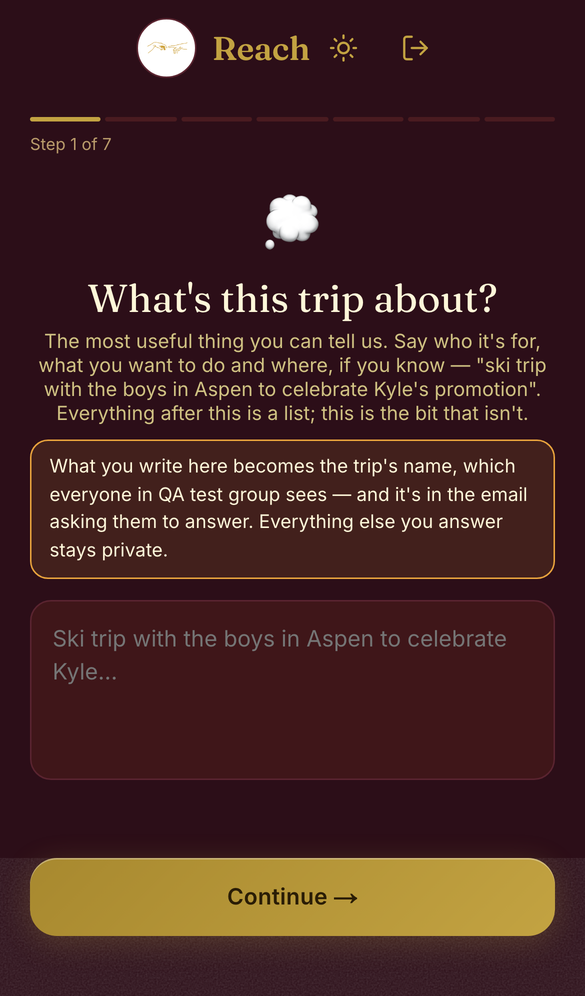 Reach
Step 1 of 7
What's this trip about?
The most useful thing you can tell us. Say who it's for,
what you want to do and where, if you know — "ski trip
with the boys in Aspen to celebrate Kyle's promotion".
Everything after this is a list; this is the bit that isn't.
What you write here becomes the trip's name, which
everyone in QA test group sees — and it's in the email
asking them to answer. Everything else you answer
stays private.
Ski trip with the boys in Aspen to celebrate
Kyle...
Continue →